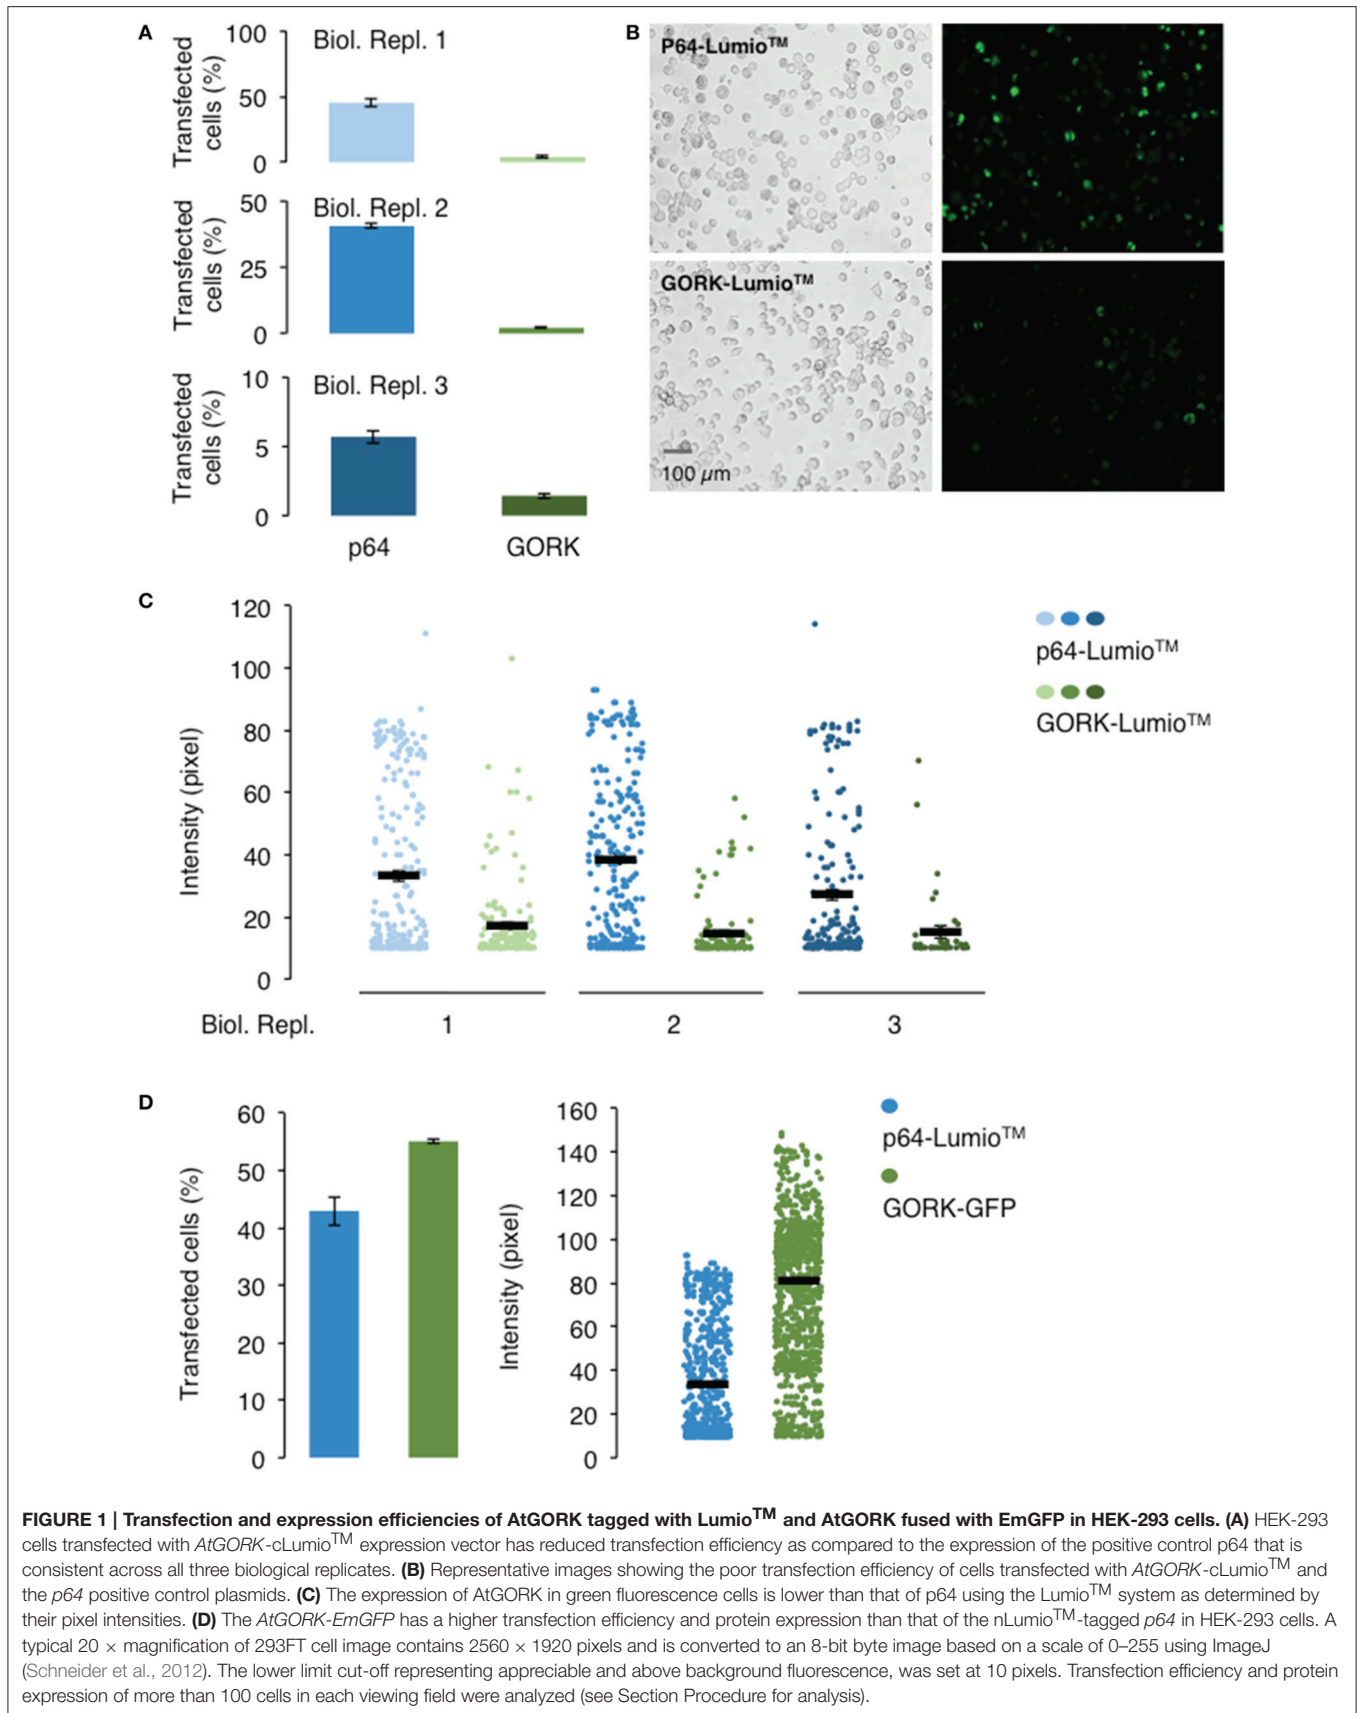 A
100
Biol. Repl. 1
50
0
Transfected
cells (%)
50
Biol. Repl. 2
25
0
Transfected
cells (%)
10
Biol. Repl. 3
5
0
Transfected
cells (%)
p64
GORK
B
P64-Lumio™
GORK-Lumio™
100 µm
C
120
100
80
60
40
20
0
Intensity (pixel)
p64-Lumio™
GORK-Lumio™
Biol. Repl.
1
2
3
D
60
50
40
30
20
10
0
Transfected cells (%)
160
140
120
100
80
60
40
20
0
Intensity (pixel)
p64-Lumio™
GORK-GFP
FIGURE 1 | Transfection and expression efficiencies of AtGORK tagged with Lumio™ and AtGORK fused with EmGFP in HEK-293 cells. (A) HEK-293
cells transfected with AtGORK-cLumio™ expression vector has reduced transfection efficiency as compared to the expression of the positive control p64 that is
consistent across all three biological replicates. (B) Representative images showing the poor transfection efficiency of cells transfected with AtGORK-cLumio™ and
the p64 positive control plasmids. (C) The expression of AtGORK in green fluorescence cells is lower than that of p64 using the Lumio™ system as determined by
their pixel intensities. (D) The AtGORK-EmGFP has a higher transfection efficiency and protein expression than that of the nLumio™-tagged p64 in HEK-293 cells. A
typical 20 × magnification of 293FT cell image contains 2560 × 1920 pixels and is converted to an 8-bit byte image based on a scale of 0–255 using ImageJ
(Schneider et al., 2012). The lower limit cut-off representing appreciable and above background fluorescence, was set at 10 pixels. Transfection efficiency and protein
expression of more than 100 cells in each viewing field were analyzed (see Section Procedure for analysis).